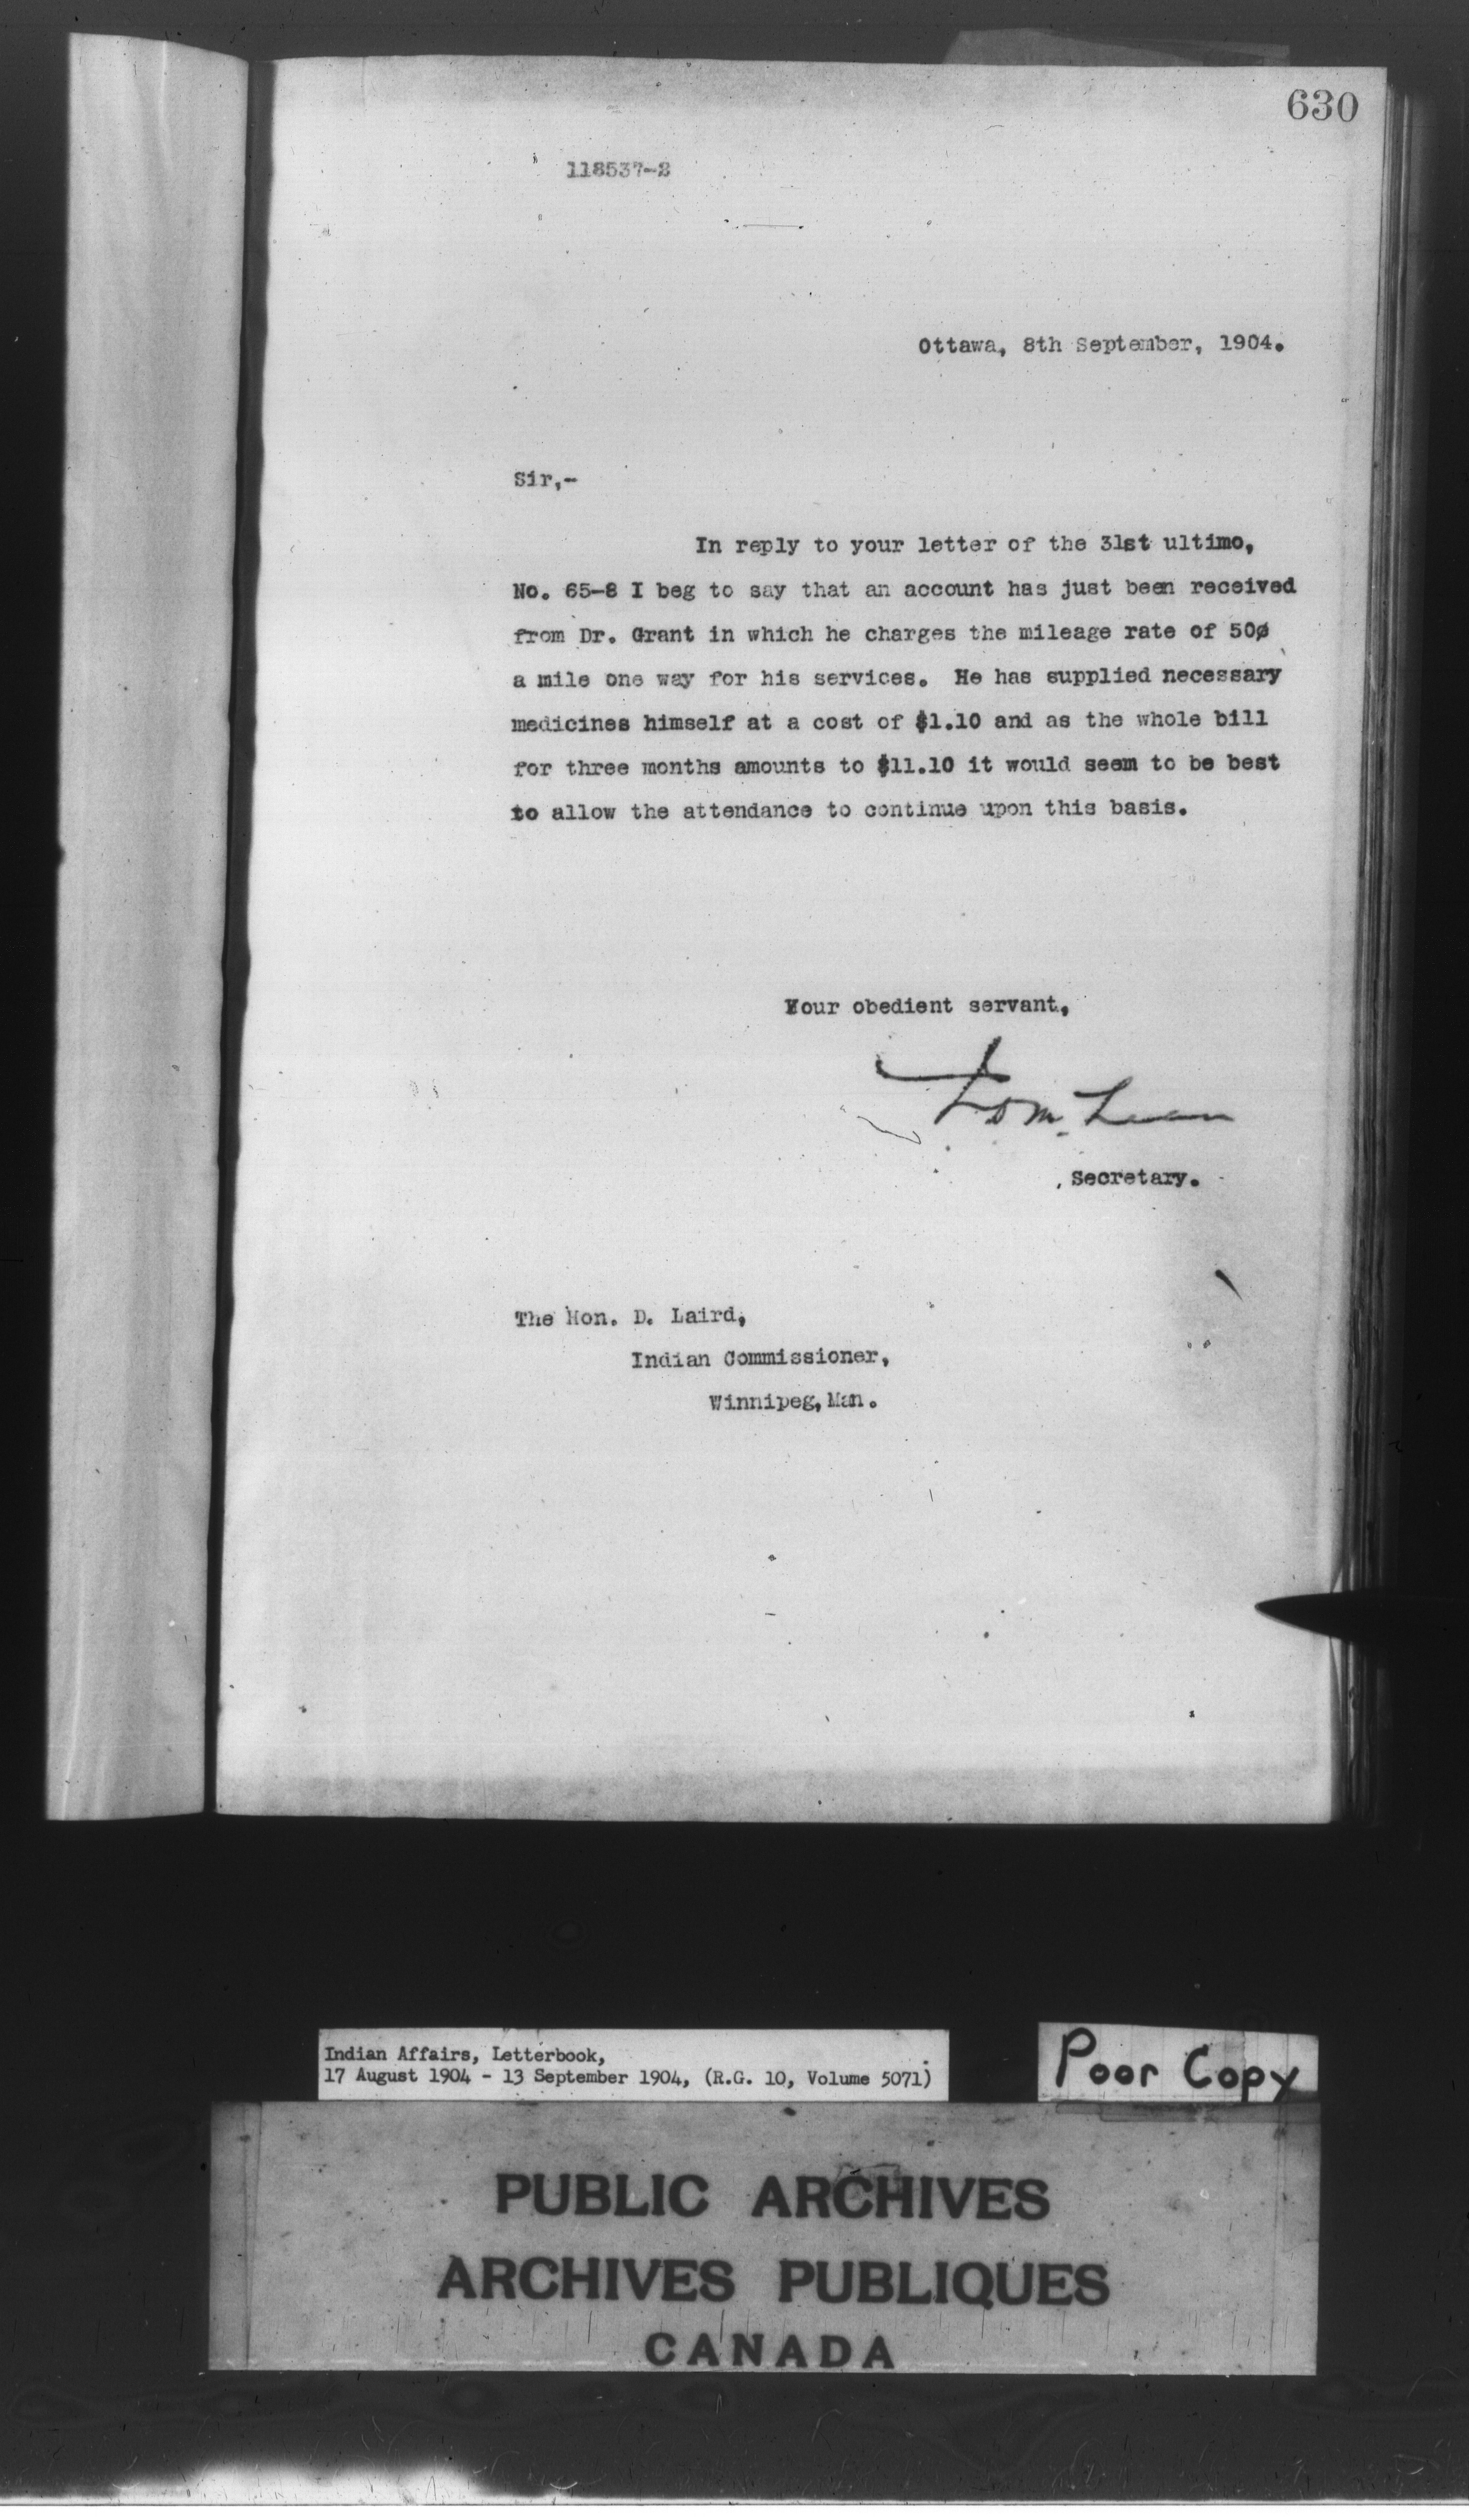 630
118537-2
Ottawa, 8th September, 1904.
Sir,-
In reply to your letter of the 31st ultimo,
No. 65-8 I beg to say that an account has just been received
from Dr. Grant in which he charges the mileage rate of 50¢
a mile one way for his services. He has supplied necessary
medicines himself at a cost of $1.10 and as the whole bill
for three months amounts to $11.10 it would seem to be best
to allow the attendance to continue upon this basis.
Your obedient servant,
Secretary.
The Hon. D. Laird,
Indian Commissioner,
Winnipeg, Man.
Indian Affairs, Letterbook,
17 August 1904 - 13 September 1904, (R.G. 10, Volume 5071)
Poor Copy
PUBLIC ARCHIVES
ARCHIVES PUBLIQUES
CANADA